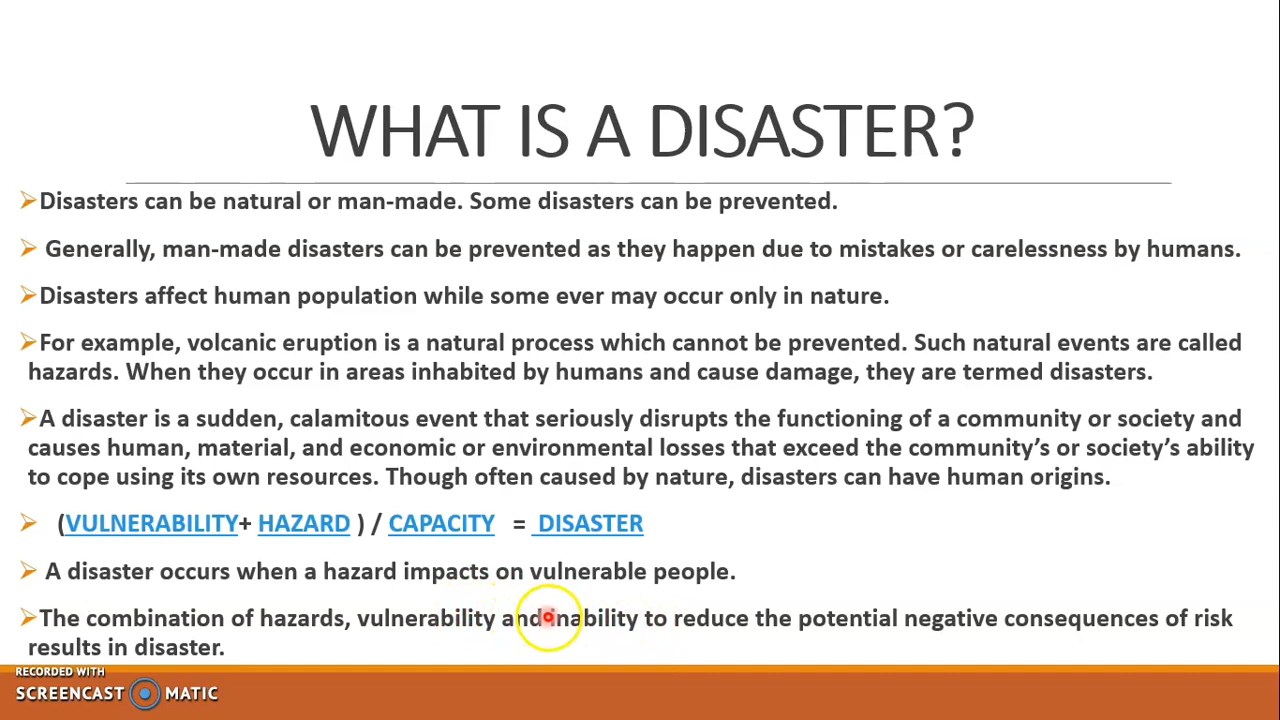 WHAT IS A DISASTER?
➢Disasters can be natural or man-made. Some disasters can be prevented.
➢ Generally, man-made disasters can be prevented as they happen due to mistakes or carelessness by humans.
➢Disasters affect human population while some ever may occur only in nature.
➢For example, volcanic eruption is a natural process which cannot be prevented. Such natural events are called
hazards. When they occur in areas inhabited by humans and cause damage, they are termed disasters.
➢A disaster is a sudden, calamitous event that seriously disrupts the functioning of a community or society and
causes human, material, and economic or environmental losses that exceed the community’s or society’s ability
to cope using its own resources. Though often caused by nature, disasters can have human origins.
➢ (VULNERABILITY+ HAZARD ) / CAPACITY = DISASTER
➢ A disaster occurs when a hazard impacts on vulnerable people.
➢The combination of hazards, vulnerability and inability to reduce the potential negative consequences of risk
results in disaster.
RECORDED WITH
SCREENCAST MATIC